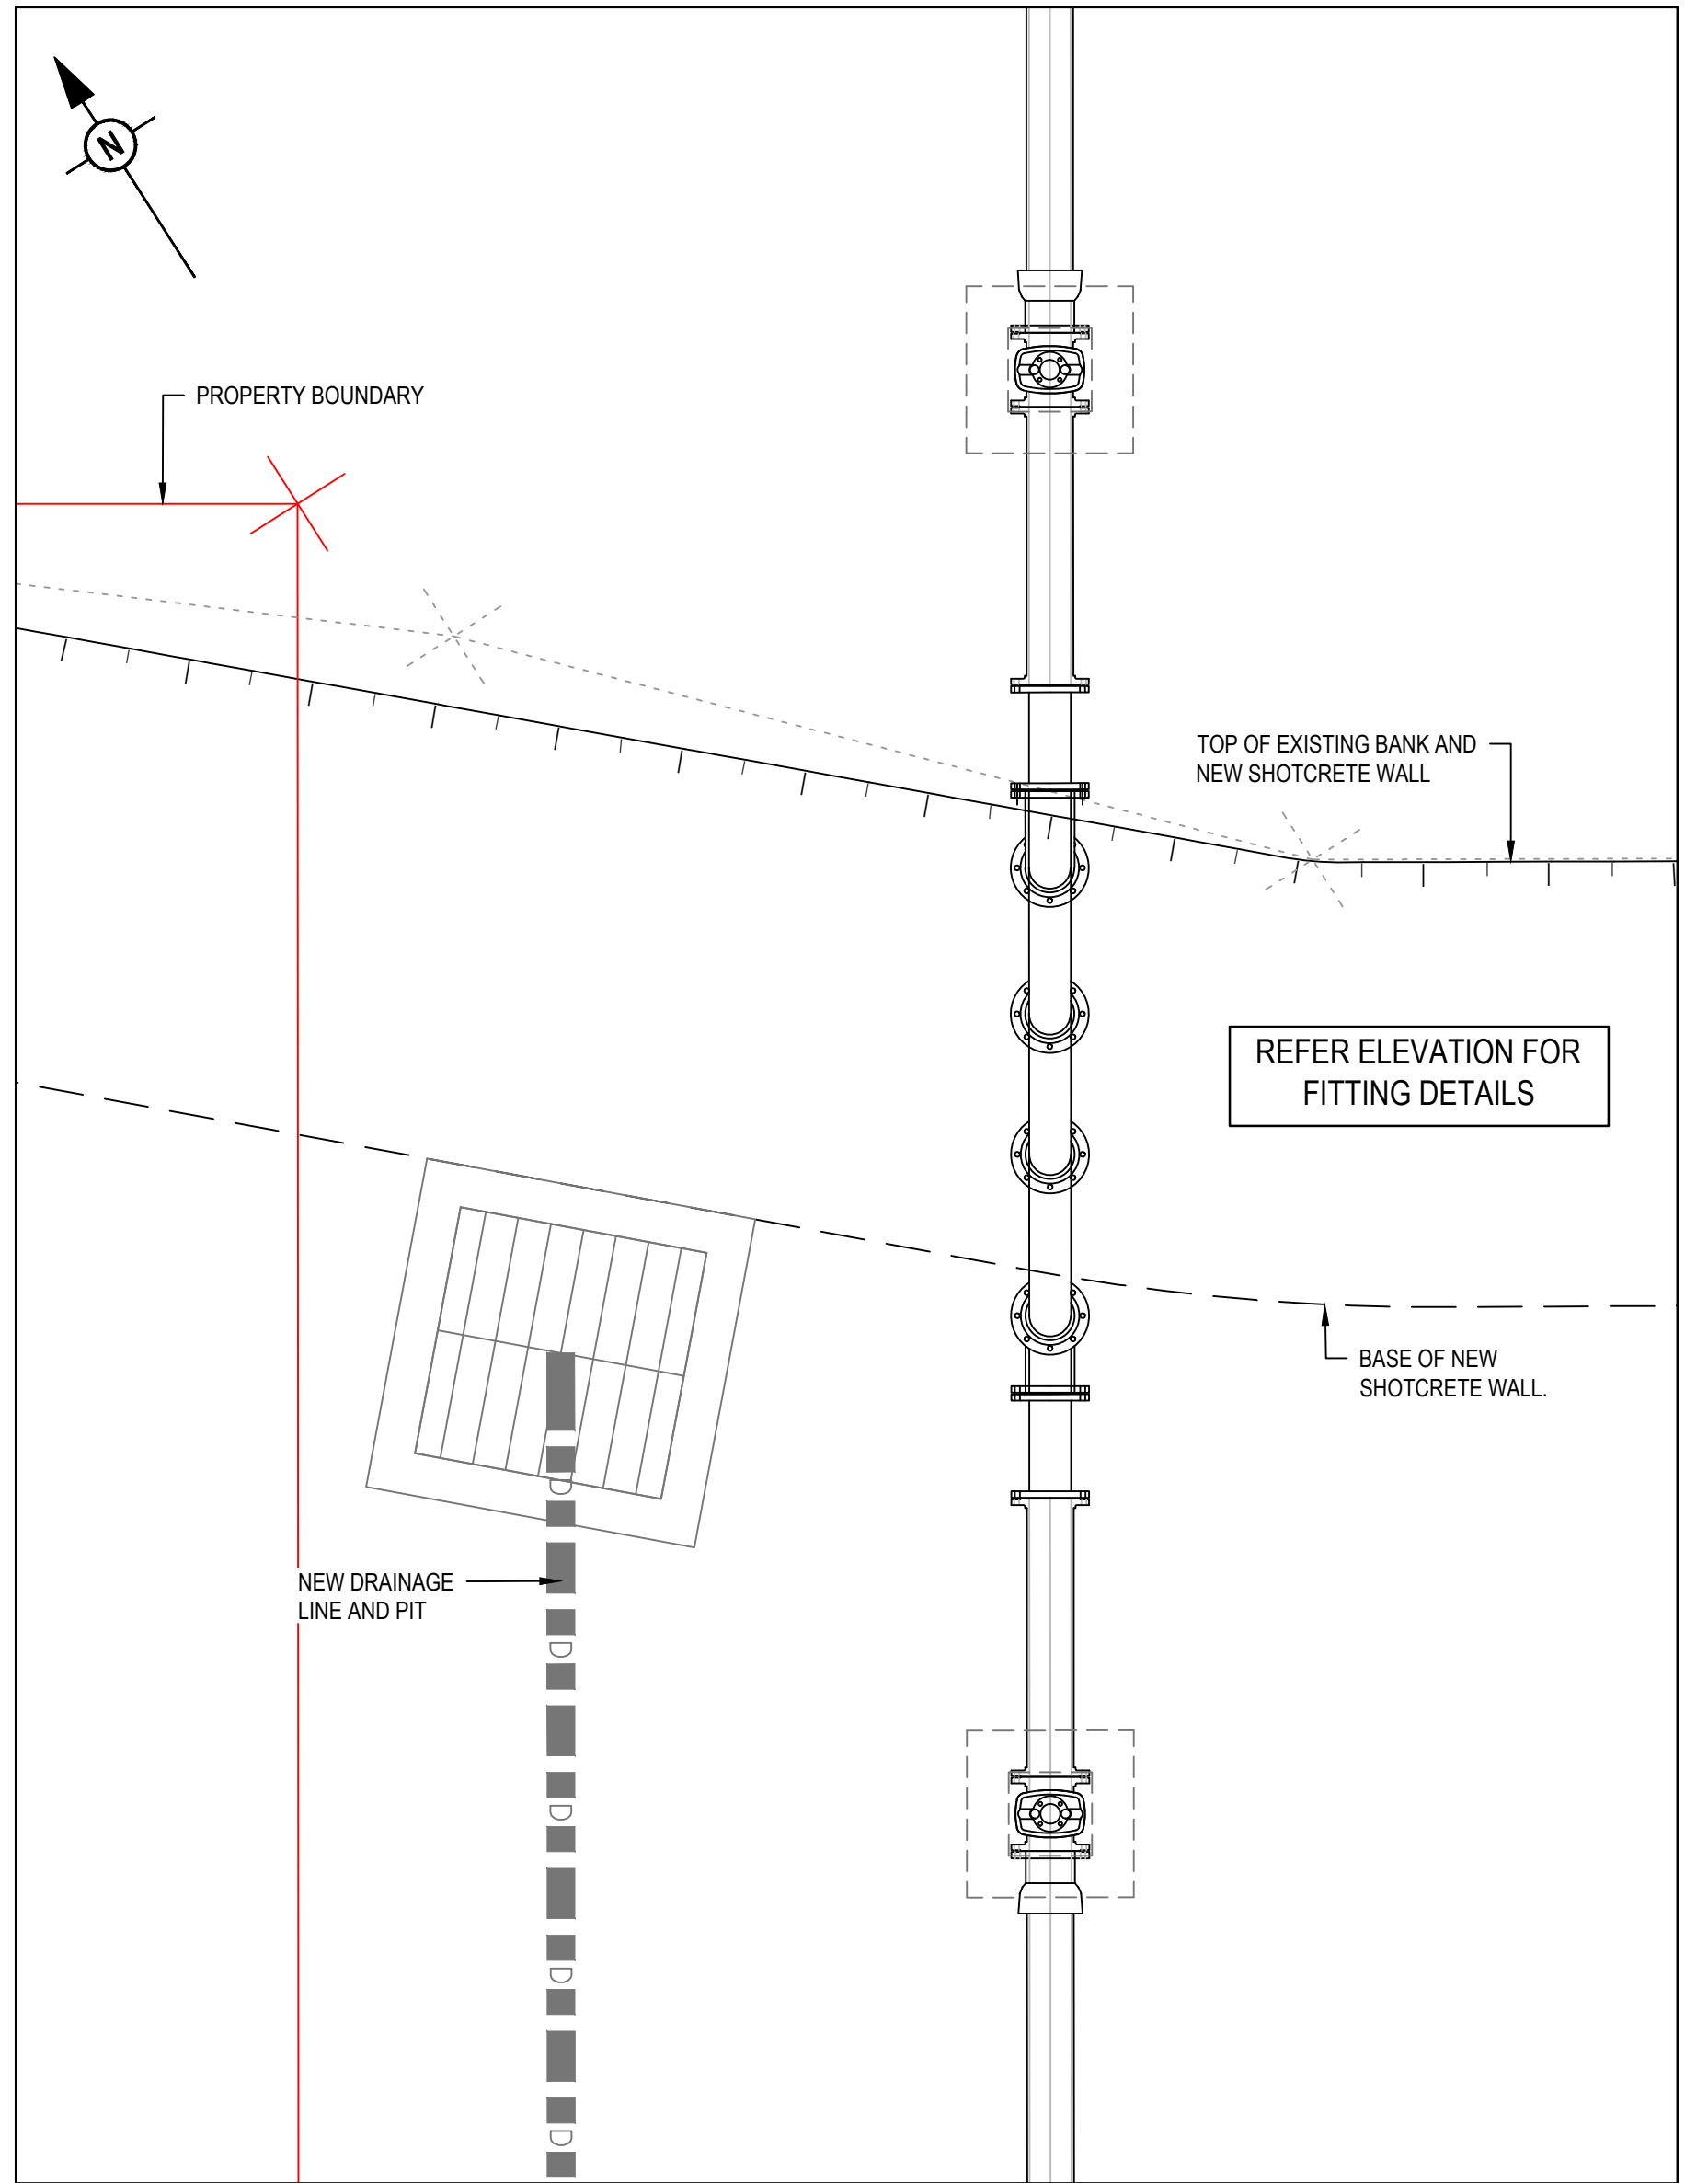 N
PROPERTY BOUNDARY
TOP OF EXISTING BANK AND
NEW SHOTCRETE WALL
REFER ELEVATION FOR
FITTING DETAILS
BASE OF NEW
SHOTCRETE WALL.
D
NEW DRAINAGE
LINE AND PIT
D
D
D
D